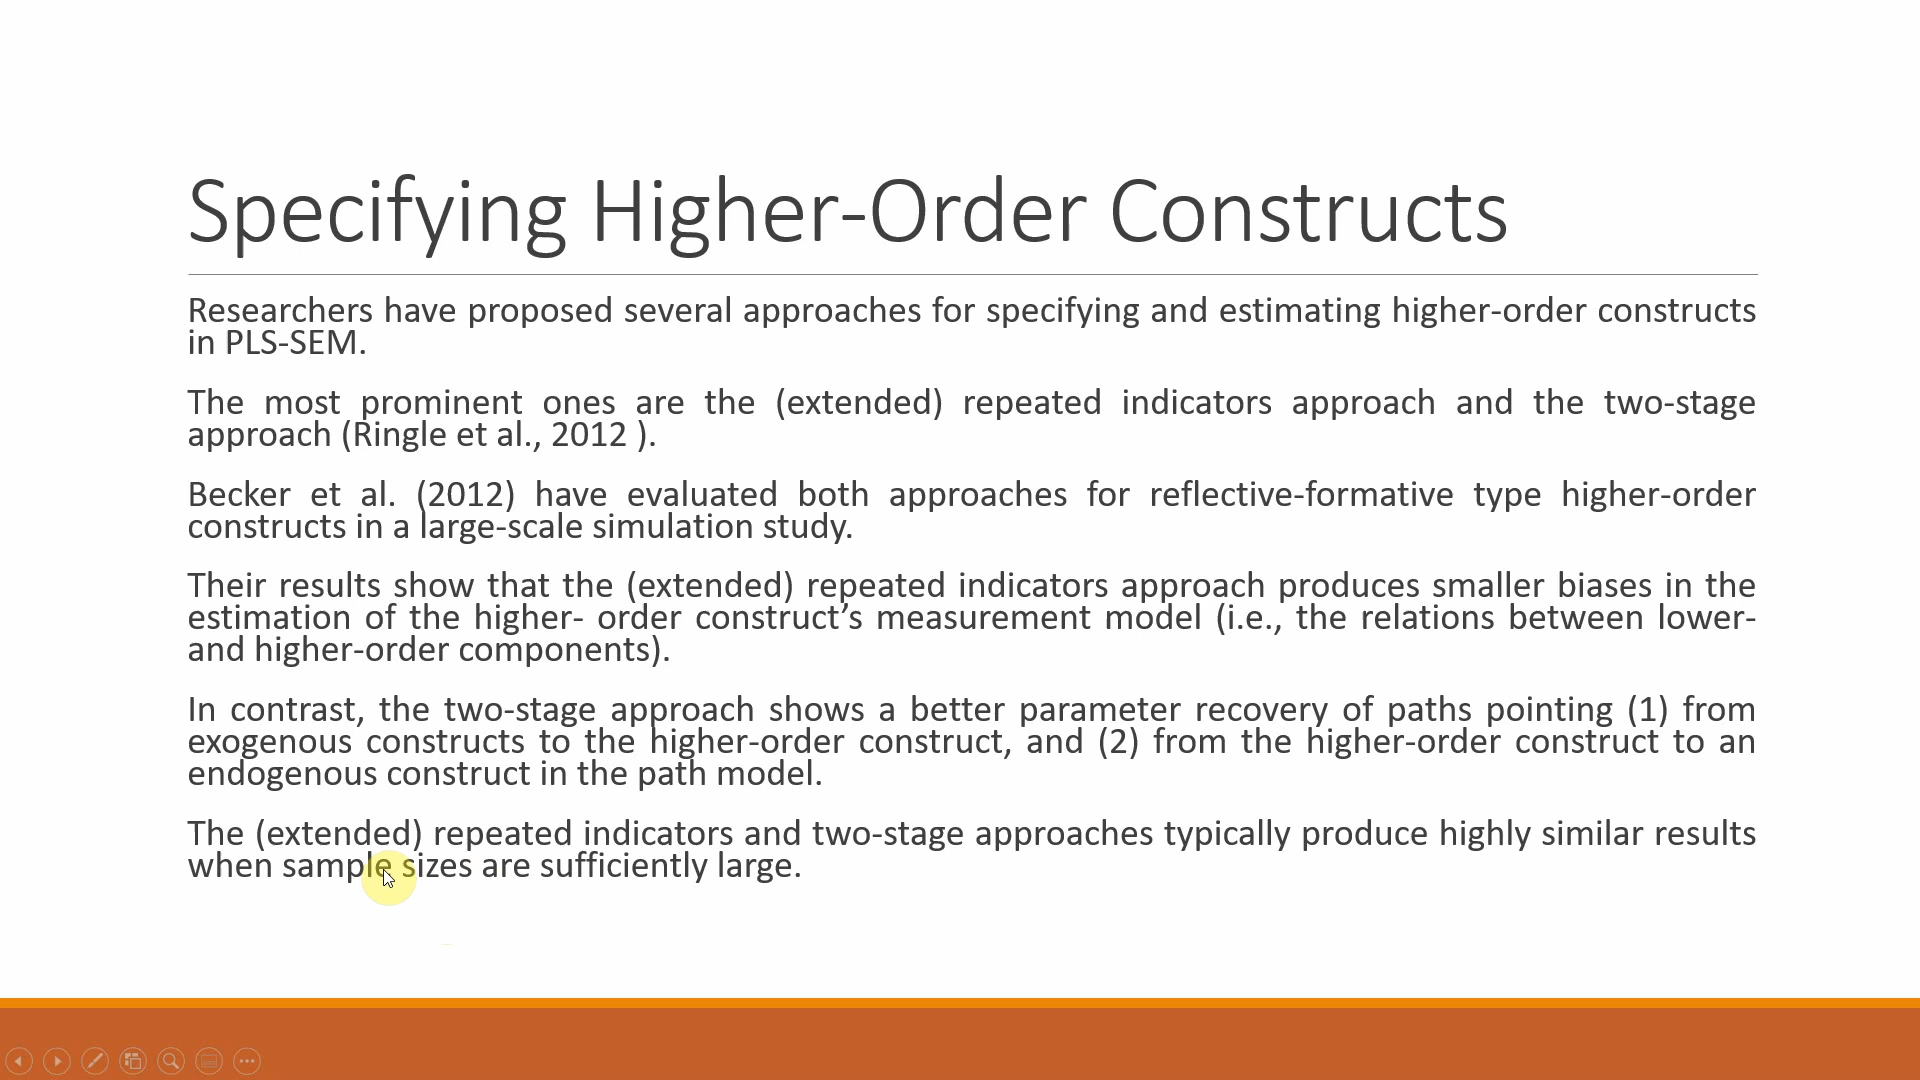 Specifying Higher-Order Constructs
Researchers have proposed several approaches for specifying and estimating higher-order constructs
in PLS-SEM.
The most prominent ones are the (extended) repeated indicators approach and the two-stage
approach (Ringle et al., 2012 ).
Becker et al. (2012) have evaluated both approaches for reflective-formative type higher-order
constructs in a large-scale simulation study.
Their results show that the (extended) repeated indicators approach produces smaller biases in the
estimation of the higher- order construct’s measurement model (i.e., the relations between lower-
and higher-order components).
In contrast, the two-stage approach shows a better parameter recovery of paths pointing (1) from
exogenous constructs to the higher-order construct, and (2) from the higher-order construct to an
endogenous construct in the path model.
The (extended) repeated indicators and two-stage approaches typically produce highly similar results
when sample sizes are sufficiently large.